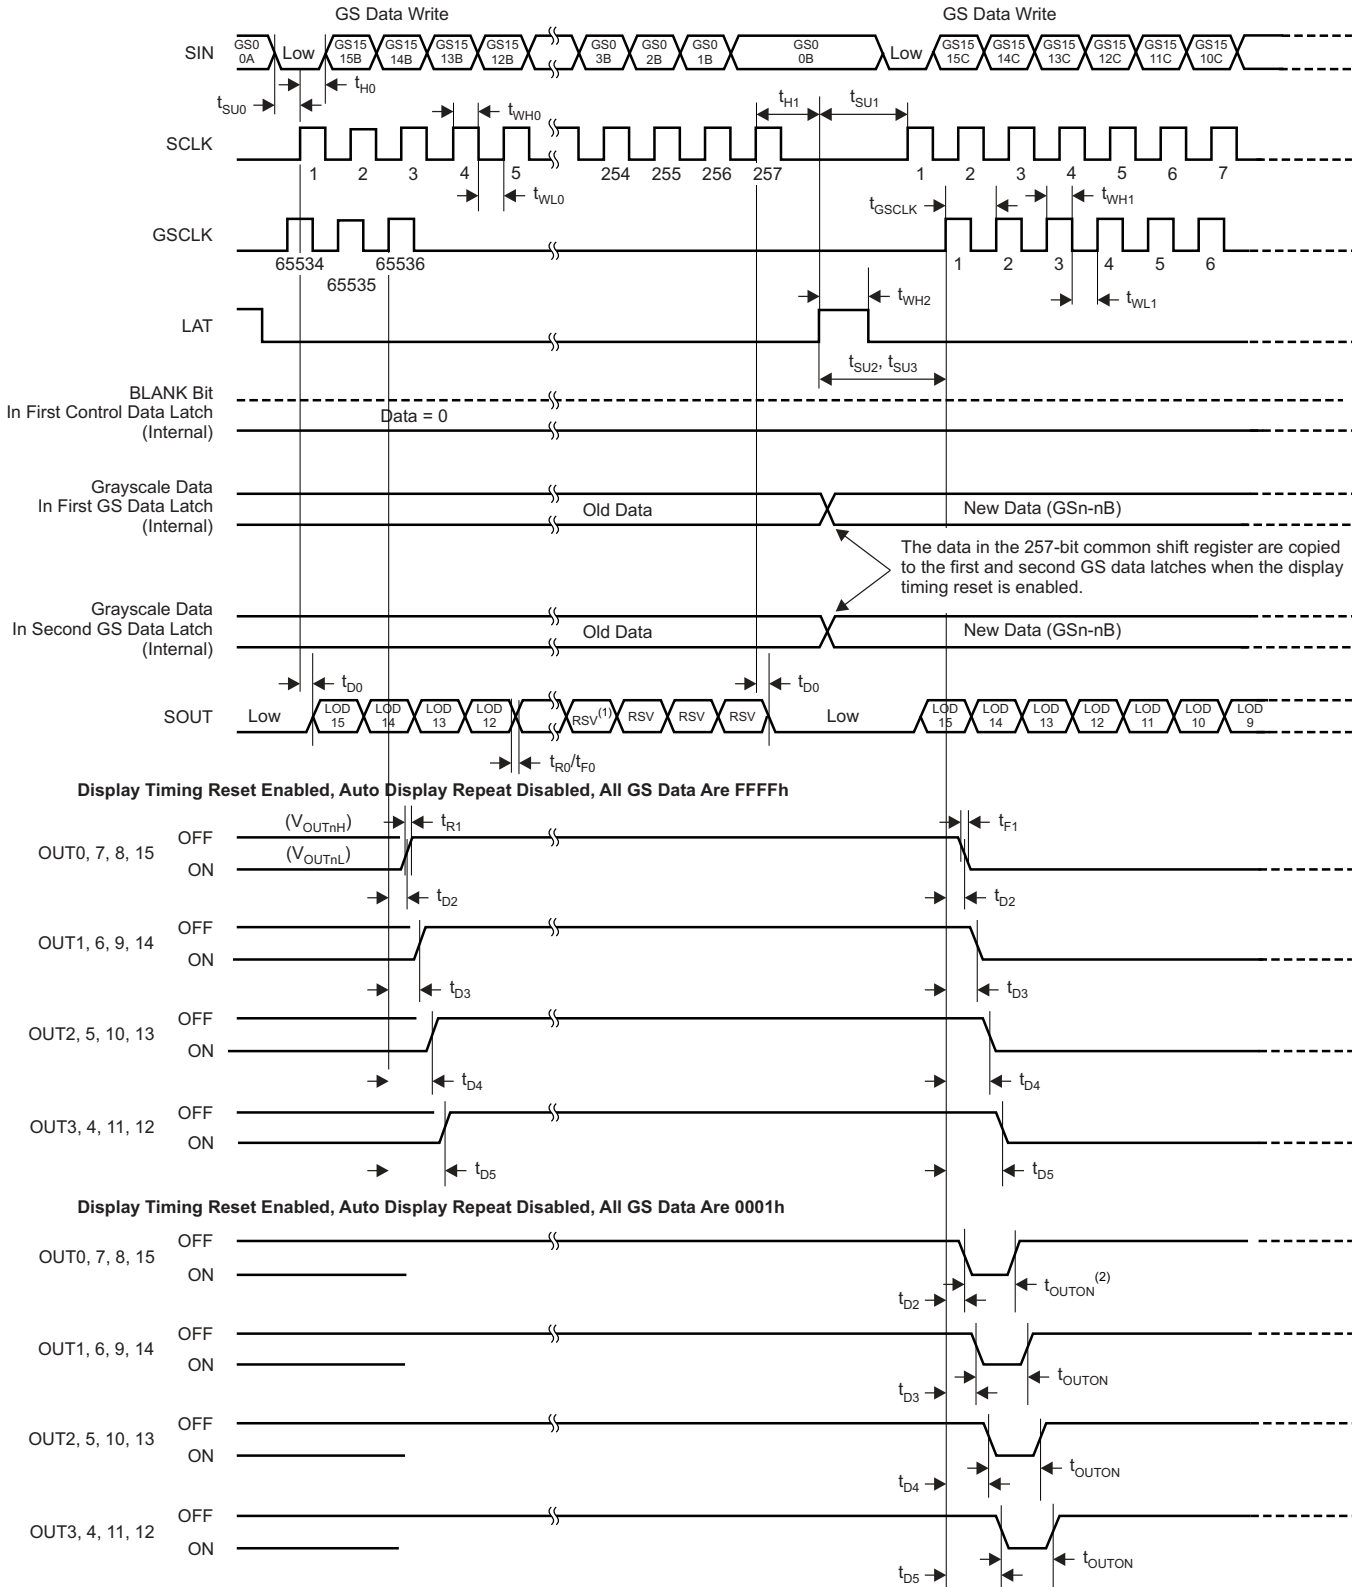 GS Data Write GS Data Write
SIN GS0 0A Low GS15 15B GS15 14B GS15 13B GS15 12B GS0 3B GS0 2B GS0 1B GS0 0B Low GS15 15C GS15 14C GS15 13C GS15 12C GS15 11C GS15 10C
tSU0 tH0 tWH0 tH1 tSU1
SCLK
1 2 3 4 5 254 255 256 257 1 2 3 4 5 6 7
tWL0 tGSCLK tWH1
GSCLK
65534 65535 65536 1 2 3 4 5 6
tWH2 tWL1
LAT
tSU2, tSU3
BLANK Bit
In First Control Data Latch
(Internal)
Data = 0
Grayscale Data
In First GS Data Latch
(Internal)
Old Data New Data (GSn-nB)
The data in the 257-bit common shift register are copied
to the first and second GS data latches when the display
timing reset is enabled.
Grayscale Data
In Second GS Data Latch
(Internal)
Old Data New Data (GSn-nB)
tD0 tD0
SOUT Low LOD 15 LOD 14 LOD 13 LOD 12 RSV(1) RSV RSV RSV Low LOD 15 LOD 14 LOD 13 LOD 12 LOD 11 LOD 10 LOD 9
tR0/tF0
Display Timing Reset Enabled, Auto Display Repeat Disabled, All GS Data Are FFFFh
OUT0, 7, 8, 15 OFF (VOUTnH) tR1 tF1
ON (VOUTnL)
tD2 tD2
OUT1, 6, 9, 14 OFF
ON
tD3 tD3
OUT2, 5, 10, 13 OFF
ON
tD4 tD4
OUT3, 4, 11, 12 OFF
ON
tD5 tD5
Display Timing Reset Enabled, Auto Display Repeat Disabled, All GS Data Are 0001h
OUT0, 7, 8, 15 OFF
ON
tD2 tOUTON(2)
OUT1, 6, 9, 14 OFF
ON
tD3 tOUTON
OUT2, 5, 10, 13 OFF
ON
tD4 tOUTON
OUT3, 4, 11, 12 OFF
ON
tD5 tOUTON